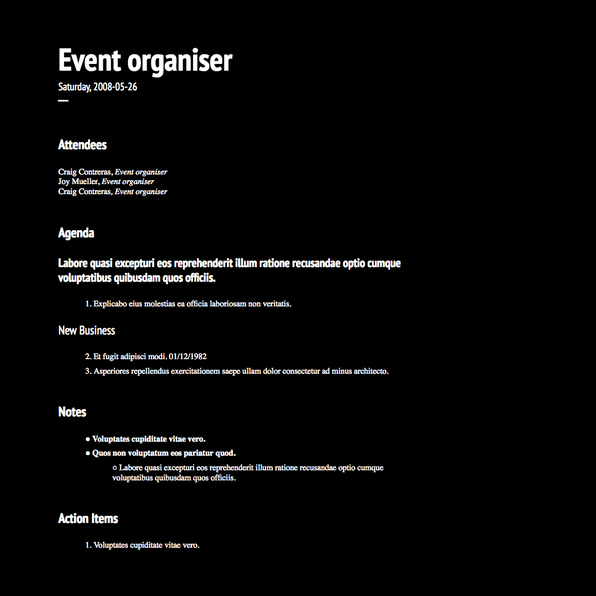 Event organiser
Saturday, 2008-05-26
Attendees
Craig Contreras, Event organiser
Joy Mueller, Event organiser
Craig Contreras, Event organiser
Agenda
Labore quasi excepturi eos reprehenderit illum ratione recusandae optio cumque
voluptatibus quibusdam quos officiis.
1. Explicabo eius molestias ea officia laboriosam non veritatis.
New Business
2. Et fugit adipisci modi. 01/12/1982
3. Asperiores repellendus exercitationem saepe ullam dolor consectetur ad minus architecto.
Notes
● Voluptates cupiditate vitae vero.
● Quos non voluptatum eos pariatur quod.
○ Labore quasi excepturi eos reprehenderit illum ratione recusandae optio cumque
voluptatibus quibusdam quos officiis.
Action Items
1. Voluptates cupiditate vitae vero.